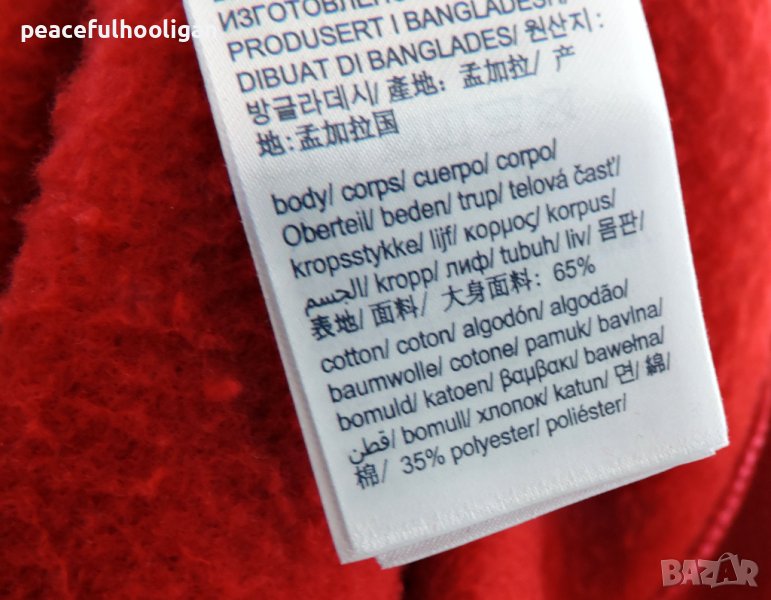 peacefulhooligan
ИЗГОТОВЛЕНО
PRODUSERT I BANGLADESH/
DIBUAT DI BANGLADES/ 원산지 :
방글라데시/ 產地: 孟加拉/ 产
地:孟加拉国
body/ corps/ cuerpo/ corpo/
Oberteil/ beden/ trup/ telová časť/
kropsstykke/ lijf/ κορμος/ korpus/
الجسم/ kropp/ лиф/ tubuh/ liv/ 몸판/
表地/ 面料/ 大身面料: 65%
cotton/ coton/ algodón/ algodão/
baumwolle/ cotone/ pamuk/ bavlna/
bomuld/ katoen/ βαμβακι/ bawełna/
قطن/ bomull/ хлопок/ katun/ 면/ 綿/
棉/ 35% polyester/ poliéster/
BAZAR